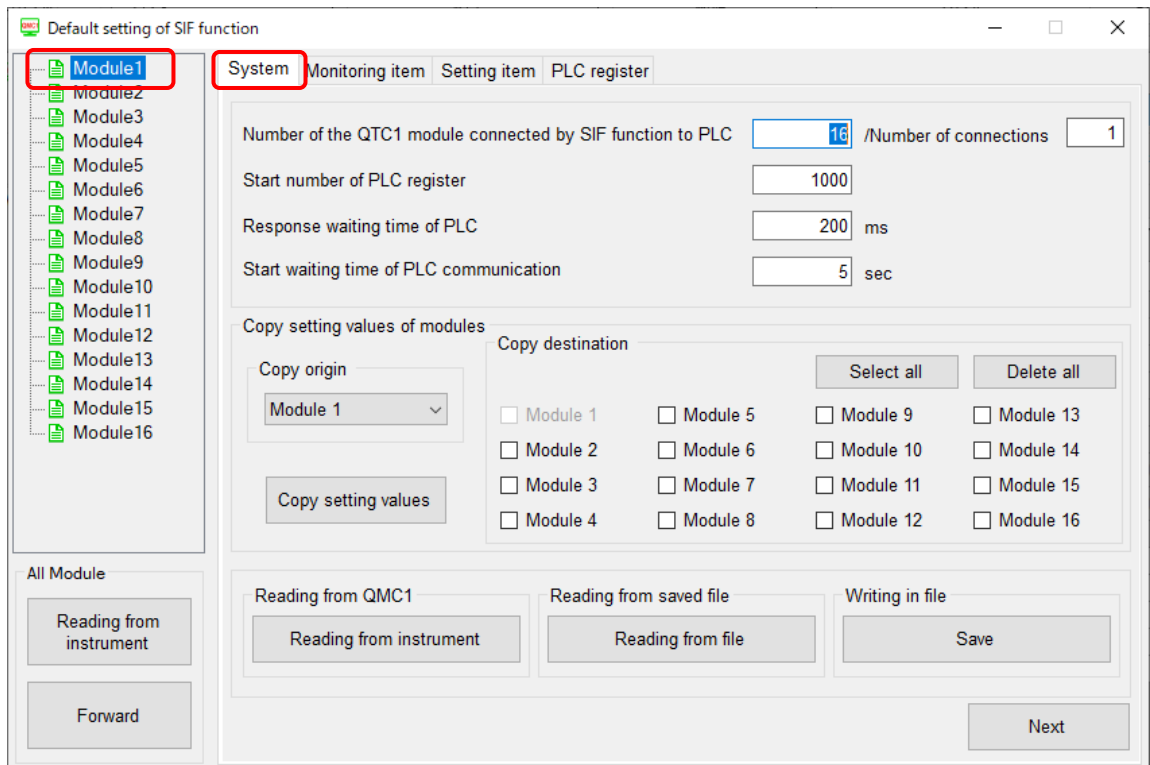 QMC1 Default setting of SIF function
Module1
Module2
Module3
Module4
Module5
Module6
Module7
Module8
Module9
Module10
Module11
Module12
Module13
Module14
Module15
Module16
All Module
Reading from
instrument
Forward
System Monitoring item Setting item PLC register
Number of the QTC1 module connected by SIF function to PLC 16 /Number of connections 1
Start number of PLC register 1000
Response waiting time of PLC 200 ms
Start waiting time of PLC communication 5 sec
Copy setting values of modules
Copy origin
Module 1
Copy setting values
Copy destination
Select all Delete all
Module 1 Module 5 Module 9 Module 13
Module 2 Module 6 Module 10 Module 14
Module 3 Module 7 Module 11 Module 15
Module 4 Module 8 Module 12 Module 16
Reading from QMC1 Reading from saved file Writing in file
Reading from instrument Reading from file Save
Next